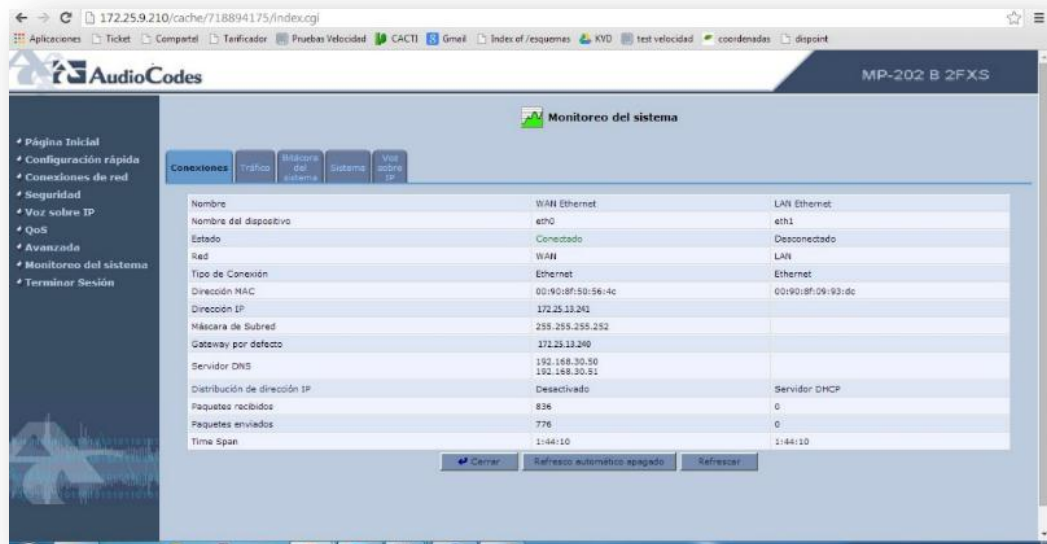 172.25.9.210/cache/718894175/index.cgi
Aplicaciones Ticket Compartel Tarificador Pruebas Velocidad CACTI Gmail Index of /esquemas KVD test velocidad coordenadas dispoint
AudioCodes
MP-202 B 2FXS
Monitoreo del sistema
Página Inicial
Configuración rápida
Conexiones de red
Seguridad
Voz sobre IP
QoS
Avanzada
Monitoreo del sistema
Terminar Sesión
Conexiones Tráfico Bitácora del sistema Sistema Voz sobre IP
Nombre WAN Ethernet LAN Ethernet
Nombre del dispositivo eth0 eth1
Estado Conectado Desconectado
Red WAN LAN
Tipo de Conexión Ethernet Ethernet
Dirección MAC 00:90:8f:50:56:4c 00:90:8f:09:93:dc
Dirección IP 172.25.13.241
Máscara de Subred 255.255.255.252
Gateway por defecto 172.25.13.240
Servidor DNS 192.168.30.50
192.168.30.51
Distribución de dirección IP Desactivado Servidor DHCP
Paquetes recibidos 836 0
Paquetes enviados 776 0
Time Span 1:44:10 1:44:10
Cerrar Refresco automático apagado Refrescar